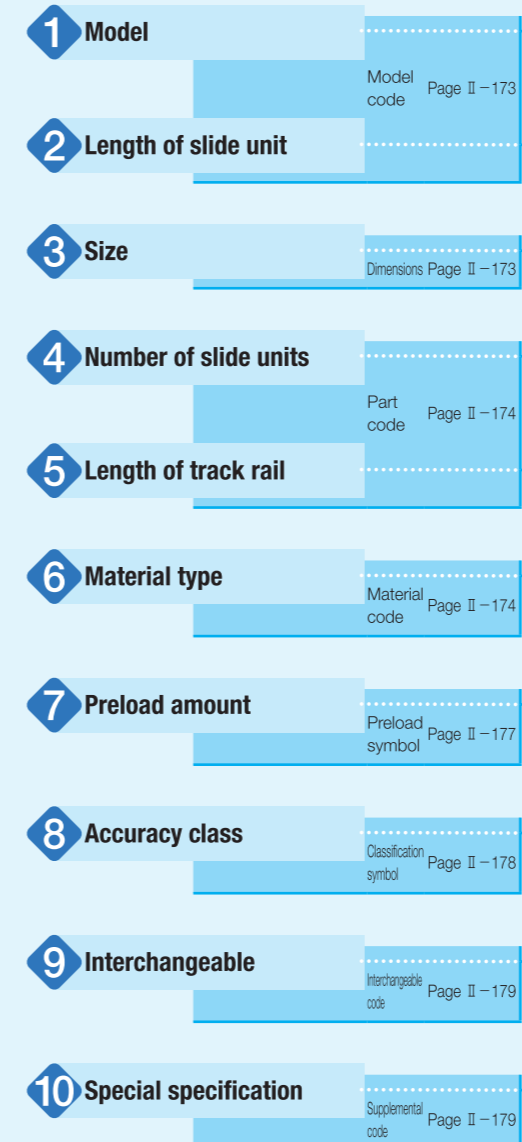 1 Model
Model
code
Page Ⅱ－173
2 Length of slide unit
3 Size
Dimensions Page Ⅱ－173
4 Number of slide units
Part
code
Page Ⅱ－174
5 Length of track rail
6 Material type
Material
code
Page Ⅱ－174
7 Preload amount
Preload
symbol
Page Ⅱ－177
8 Accuracy class
Classification
symbol
Page Ⅱ－178
9 Interchangeable
Interchangeable
code
Page Ⅱ－179
10 Special specification
Supplemental
code
Page Ⅱ－179